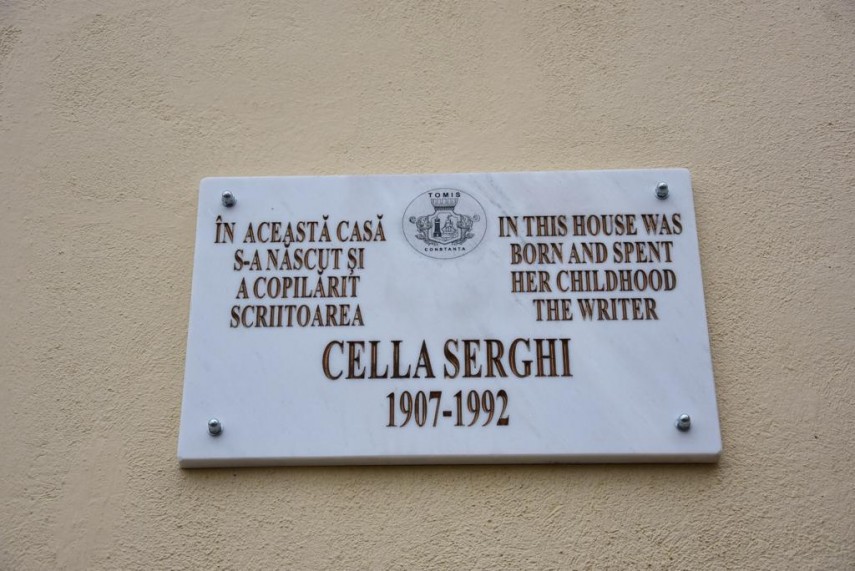 TOMIS
CONSTANTA
ÎN ACEASTĂ CASĂ
S-A NĂSCUT ȘI
A COPILĂRIT
SCRIITOAREA
IN THIS HOUSE WAS
BORN AND SPENT
HER CHILDHOOD
THE WRITER
CELLA SERGHI
1907-1992